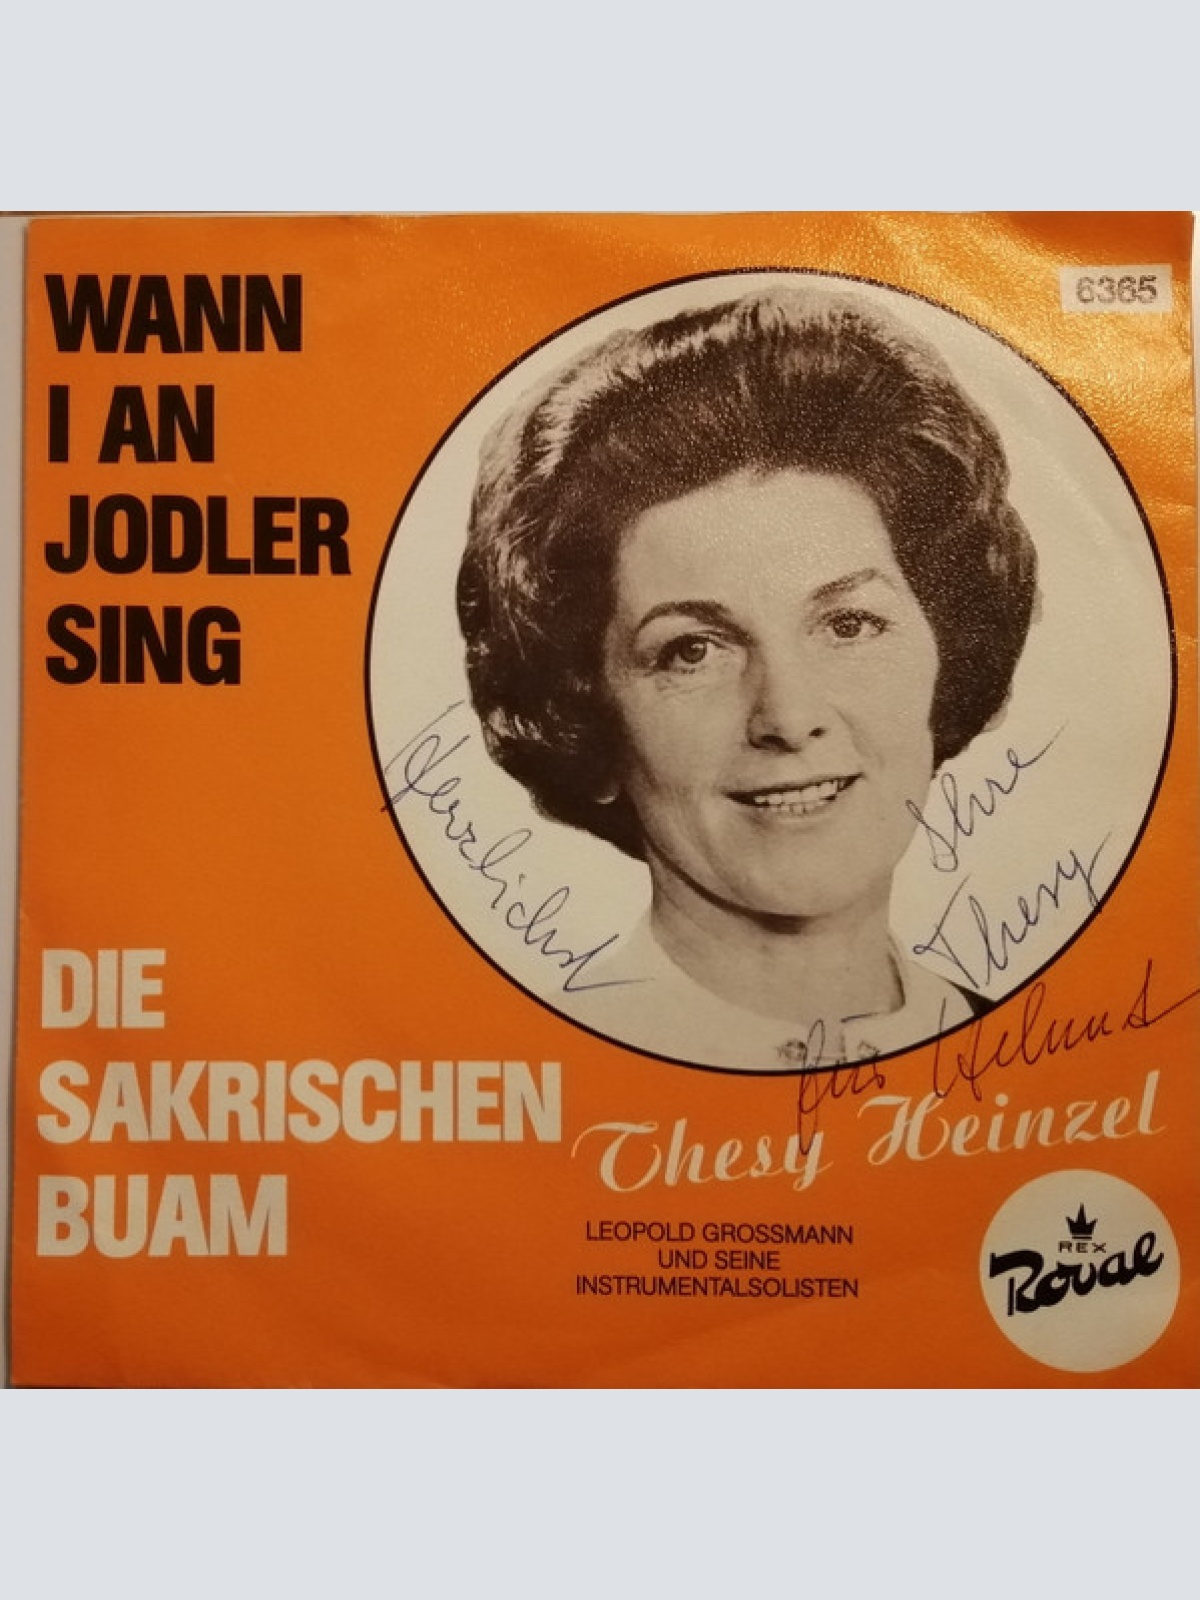 WANN
I AN
JODLER
SING
6365
Herzlichst
Ihre
Thesy
für Helmut
DIE
SAKRISCHEN
BUAM
Thesy Heinzel
LEOPOLD GROSSMANN
UND SEINE
INSTRUMENTALSOLISTEN
REX
Royal